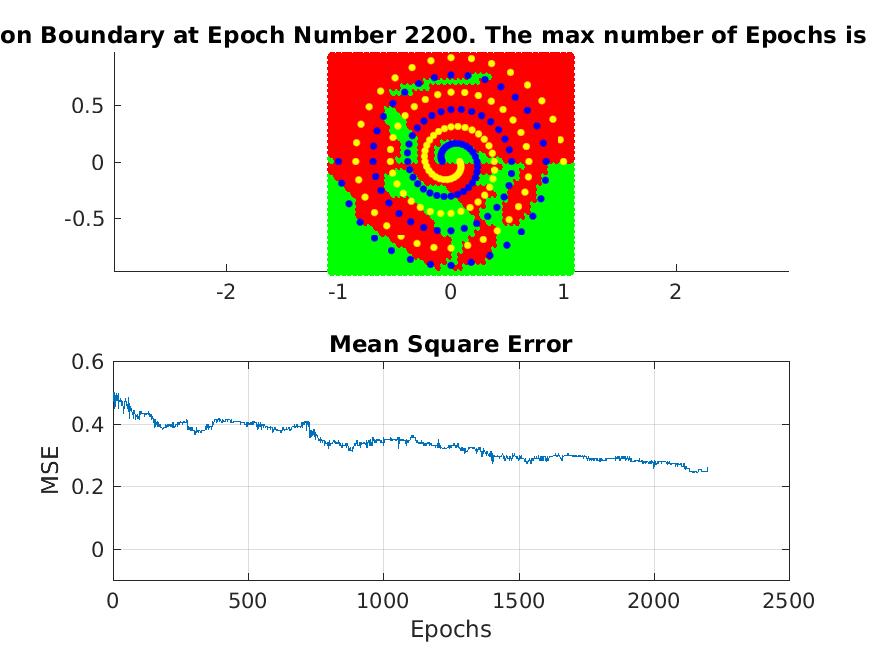 on Boundary at Epoch Number 2200. The max number of Epochs is
0.5
0
-0.5
-2 -1 0 1 2
Mean Square Error
0.6
0.4
0.2
0
MSE
0 500 1000 1500 2000 2500
Epochs